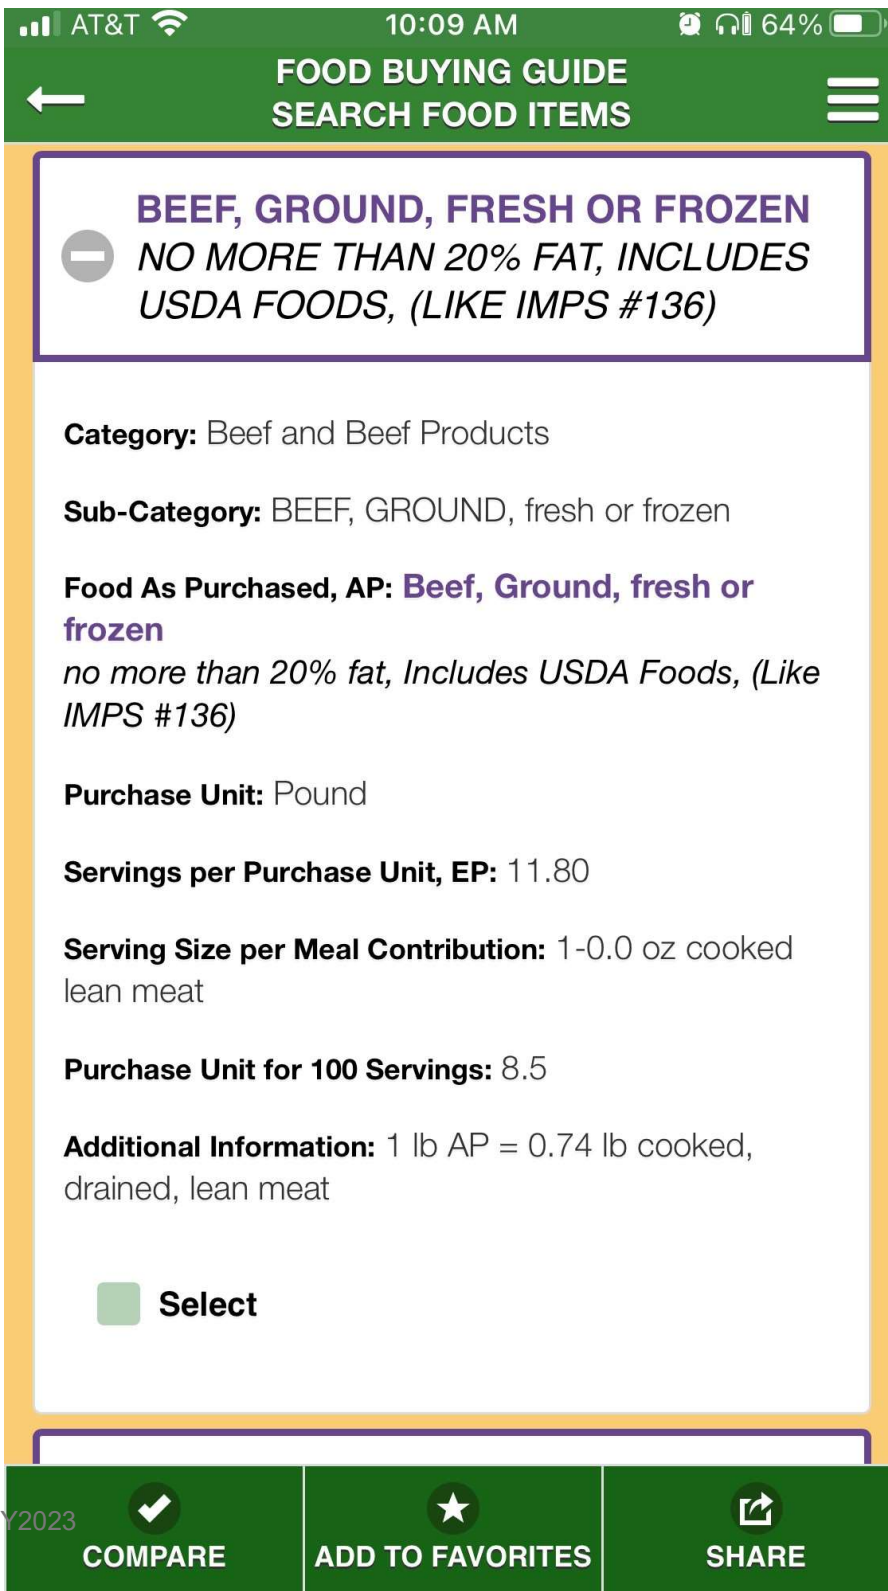 AT&T 10:09 AM 64%
FOOD BUYING GUIDE
SEARCH FOOD ITEMS
BEEF, GROUND, FRESH OR FROZEN
NO MORE THAN 20% FAT, INCLUDES
USDA FOODS, (LIKE IMPS #136)
Category: Beef and Beef Products
Sub-Category: BEEF, GROUND, fresh or frozen
Food As Purchased, AP: Beef, Ground, fresh or
frozen
no more than 20% fat, Includes USDA Foods, (Like
IMPS #136)
Purchase Unit: Pound
Servings per Purchase Unit, EP: 11.80
Serving Size per Meal Contribution: 1-0.0 oz cooked
lean meat
Purchase Unit for 100 Servings: 8.5
Additional Information: 1 lb AP = 0.74 lb cooked,
drained, lean meat
Select
Y2023
COMPARE ADD TO FAVORITES SHARE